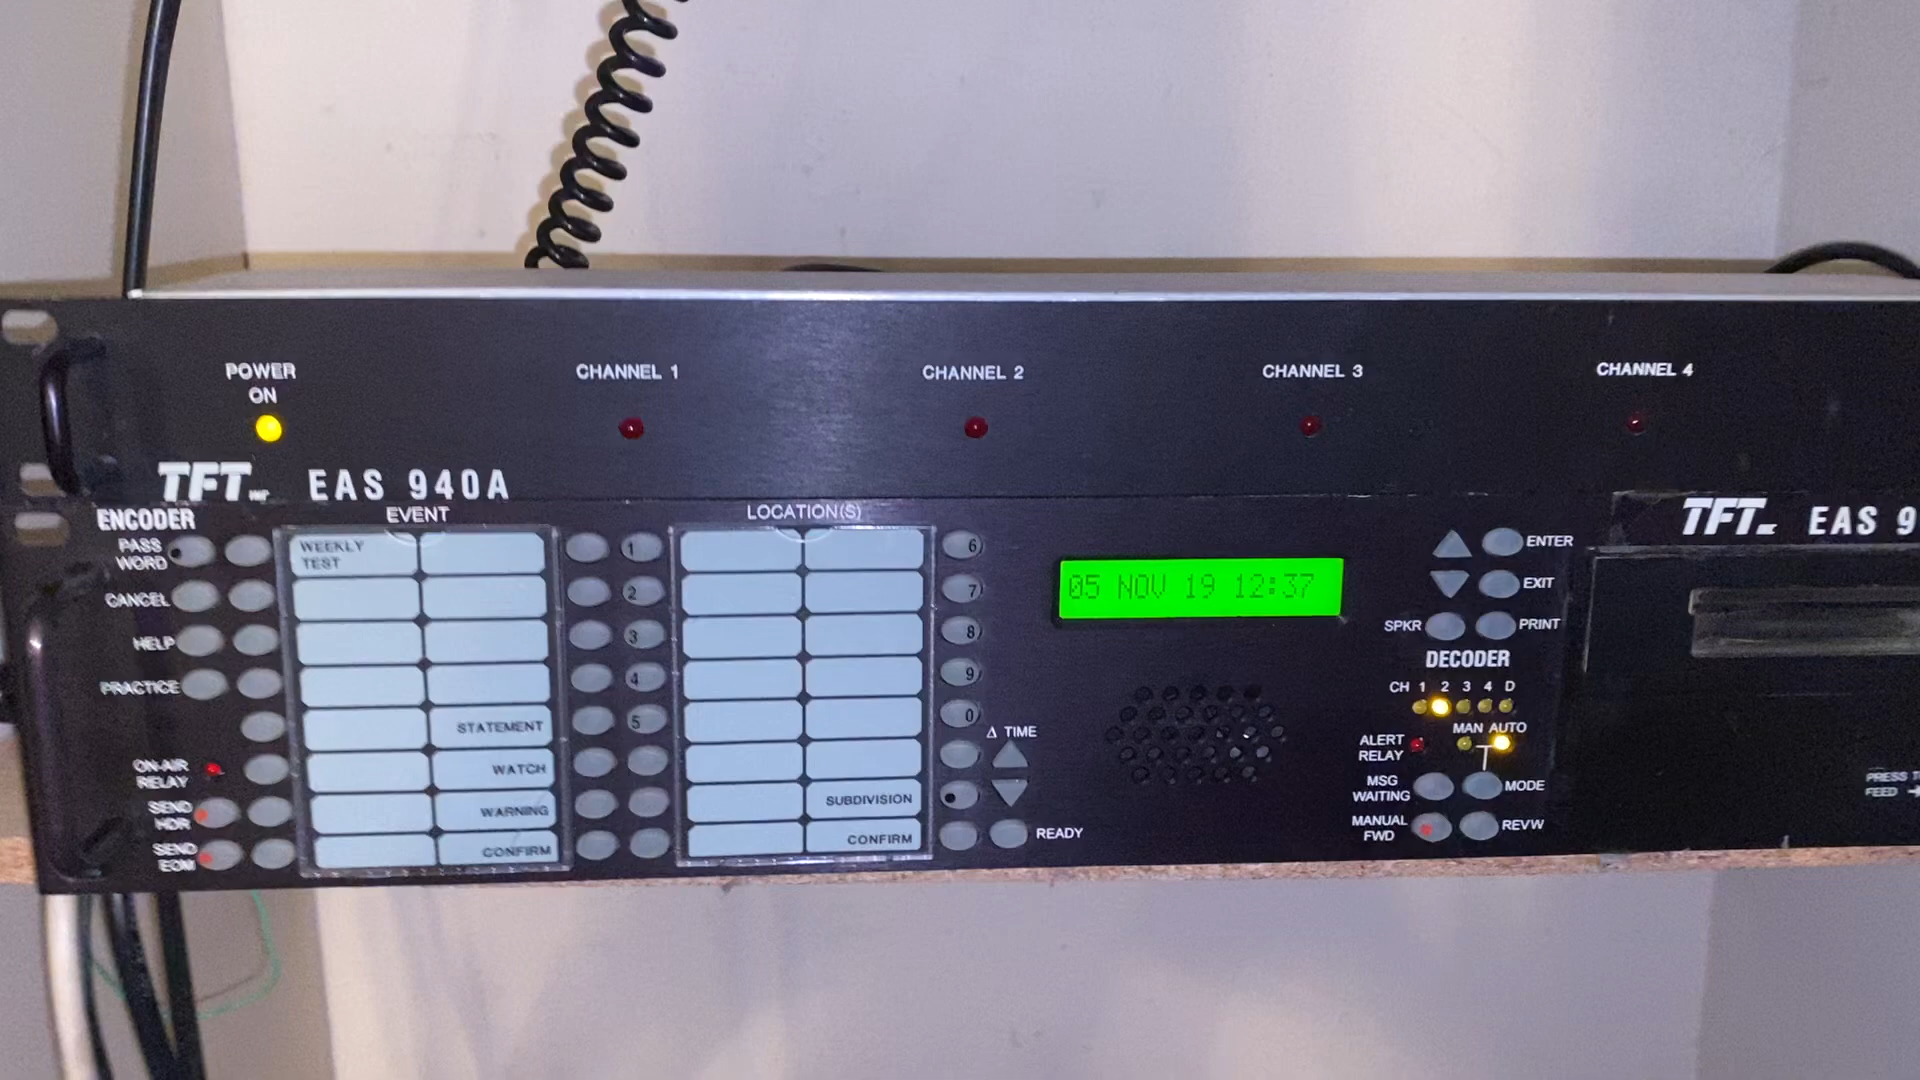 POWER
ON
CHANNEL 1
CHANNEL 2
CHANNEL 3
CHANNEL 4
TFT INC EAS 940A
ENCODER
EVENT
LOCATION(S)
TFT EAS 9
PASS
WORD
CANCEL
HELP
PRACTICE
ON-AIR
RELAY
SEND
HDR
SEND
EOM
WEEKLY
TEST
STATEMENT
WATCH
WARNING
CONFIRM
1
2
3
4
5
SUBDIVISION
CONFIRM
6
7
8
9
0
Δ TIME
READY
05 NOV 19 12:37
ENTER
EXIT
SPKR
PRINT
DECODER
CH 1 2 3 4 D
MAN AUTO
ALERT
RELAY
MSG
WAITING
MODE
MANUAL
FWD
REVW
PRESS
FEED